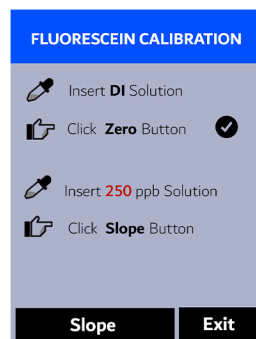 FLUORESCEIN CALIBRATION
Insert DI Solution
Click Zero Button
Insert 250 ppb Solution
Click Slope Button
Slope Exit